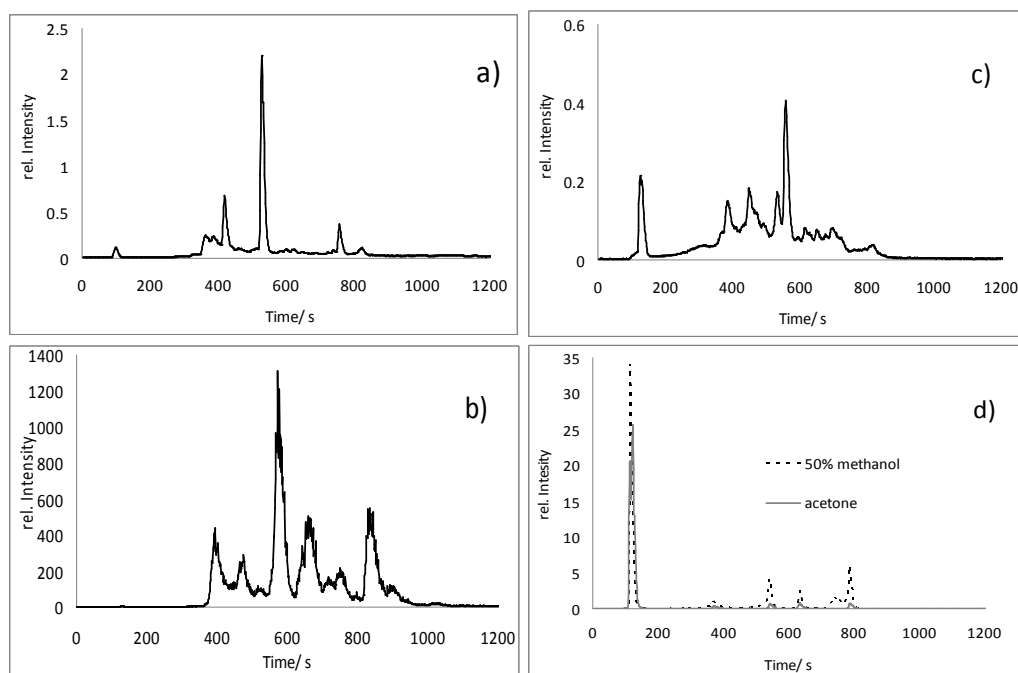 a)
rel. Intensity
2.5
2
1.5
1
0.5
0
0 200 400 600 800 1000 1200
Time/ s
c)
rel. Intensity
0.6
0.4
0.2
0
0 200 400 600 800 1000 1200
Time/ s
b)
rel. Intensity
1400
1200
1000
800
600
400
200
0
0 200 400 600 800 1000 1200
Time/ s
d)
rel. Intesity
35
30
25
20
15
10
5
0
50% methanol
acetone
0 200 400 600 800 1000 1200
Time/ s